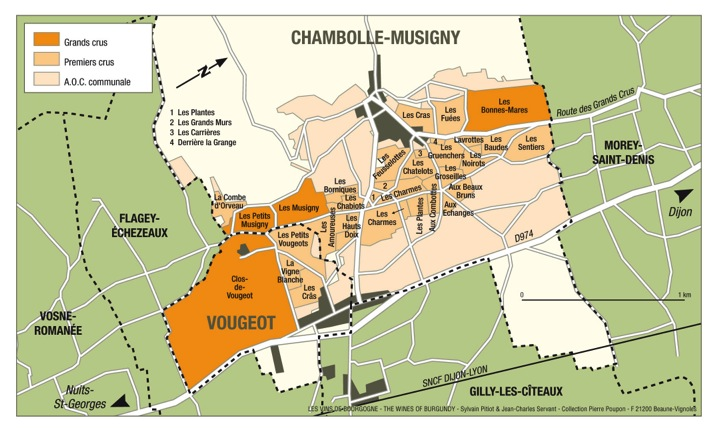 Grands crus
Premiers crus
A.O.C. communale
CHAMBOLLE-MUSIGNY
N
1 Les Plantes
2 Les Grands Murs
3 Les Carrières
4 Derrière la Grange
Les Cras
Les
Fuées
Les
Bonnes-Mares
Route des Grands Crus
MOREY-
SAINT-DENIS
Dijon
4
Lavrottes
Les
Baudes
Les
Sentiers
Les
Gruenchers
Les
Noirots
Les
Feusselottes
3
Les
Chatelots
Les
Groseilles
2
1
Les Charmes
Aux Beaux
Bruns
Les
Borniques
Les
Chabiots
La Combe
d'Orveau
Les Musigny
Les Petits
Musigny
Les
Amoureuses
Les
Hauts
Doix
Les
Charmes
Les Plantes
Aux Combottes
Aux
Echanges
D974
FLAGEY-
ÉCHEZEAUX
Les Petits
Vougeots
La
Vigne
Blanche
Les
Crâs
Clos-
de-
Vougeot
VOUGEOT
0
1 km
VOSNE-
ROMANÉE
Nuits-
St-Georges
SNCF DIJON-LYON
GILLY-LES-CÎTEAUX
LES VINS DE BOURGOGNE - THE WINES OF BURGUNDY - Sylvain Pitiot & Jean-Charles Servant - Collection Pierre Poupon - F 21200 Beaune-Vignoles